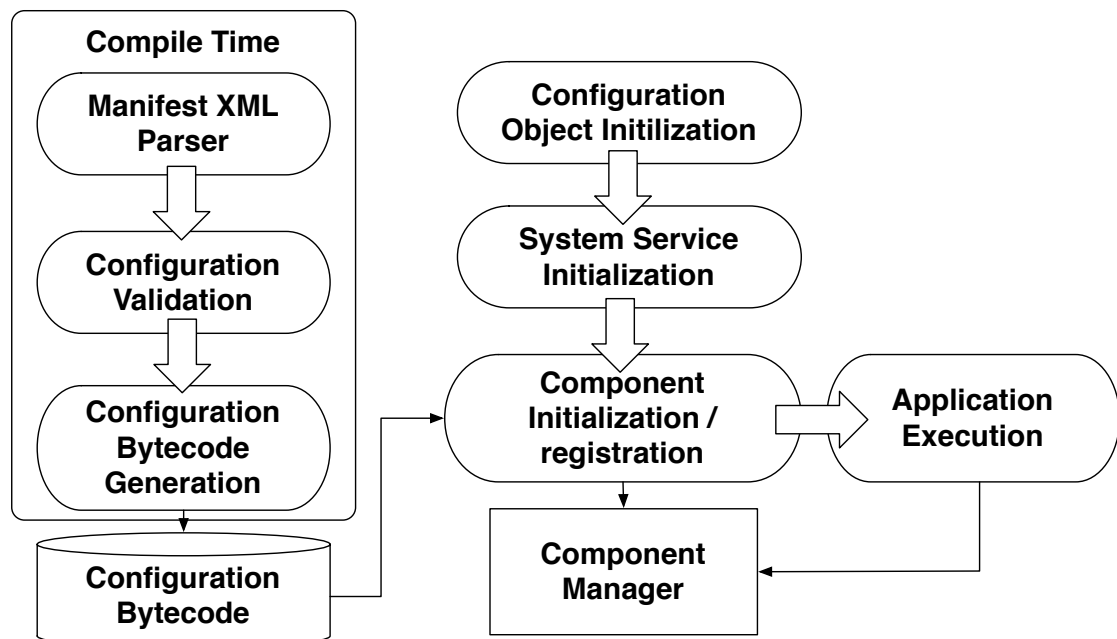 Compile Time
Manifest XML
Parser
Configuration
Validation
Configuration
Bytecode
Generation
Configuration
Bytecode
Configuration
Object Initilization
System Service
Initialization
Component
Initialization /
registration
Application
Execution
Component
Manager